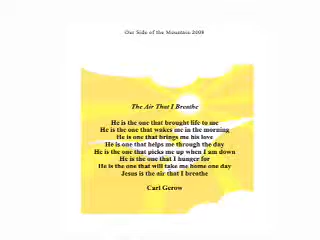 Our Side of the Mountain 2008
The Air That I Breathe
He is the one that brought life to me
He is the one that wakes me in the morning
He is the one that brings me his love
He is the one that helps me through the day
He is the one that picks me up when I am down
He is the one that I hunger for
He is the one that will take me home one day
Jesus is the air that I breathe
Carl Gerow